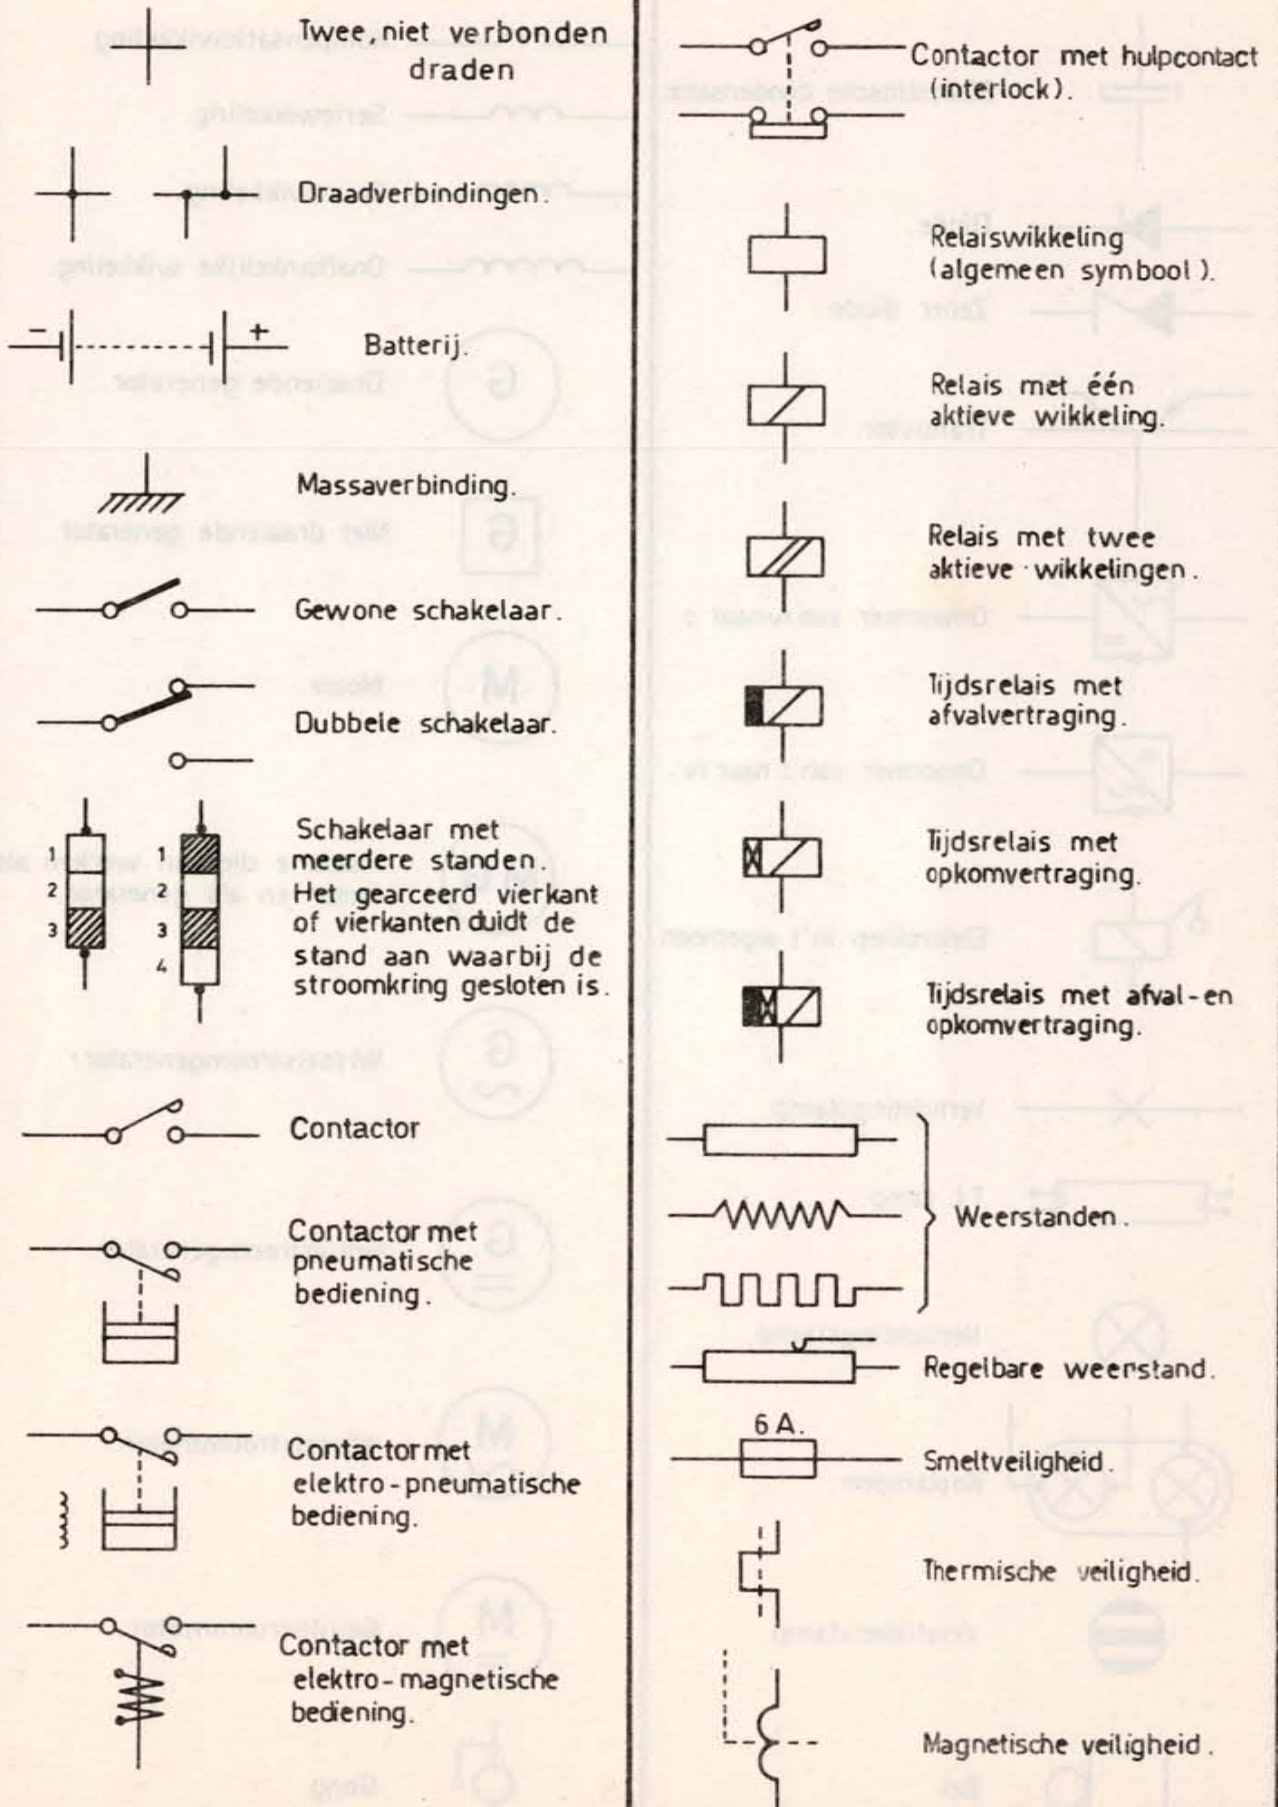 Twee, niet verbonden
draden
Draadverbindingen.
- +
Batterij.
Massaverbinding.
Gewone schakelaar.
Dubbele schakelaar.
1
2
3
1
2
3
4
Schakelaar met
meerdere standen.
Het gearceerd vierkant
of vierkanten duidt de
stand aan waarbij de
stroomkring gesloten is.
Contactor
Contactor met
pneumatische
bediening.
Contactor met
elektro-pneumatische
bediening.
Contactor met
elektro-magnetische
bediening.
Contactor met hulpcontact
(interlock).
Relaiswikkeling
(algemeen symbool).
Relais met één
aktieve wikkeling.
Relais met twee
aktieve wikkelingen.
Tijdsrelais met
afvalvertraging.
Tijdsrelais met
opkomvertraging.
Tijdsrelais met afval-en
opkomvertraging.
Weerstanden.
Regelbare weerstand.
6 A.
Smeltveiligheid.
Thermische veiligheid.
Magnetische veiligheid.